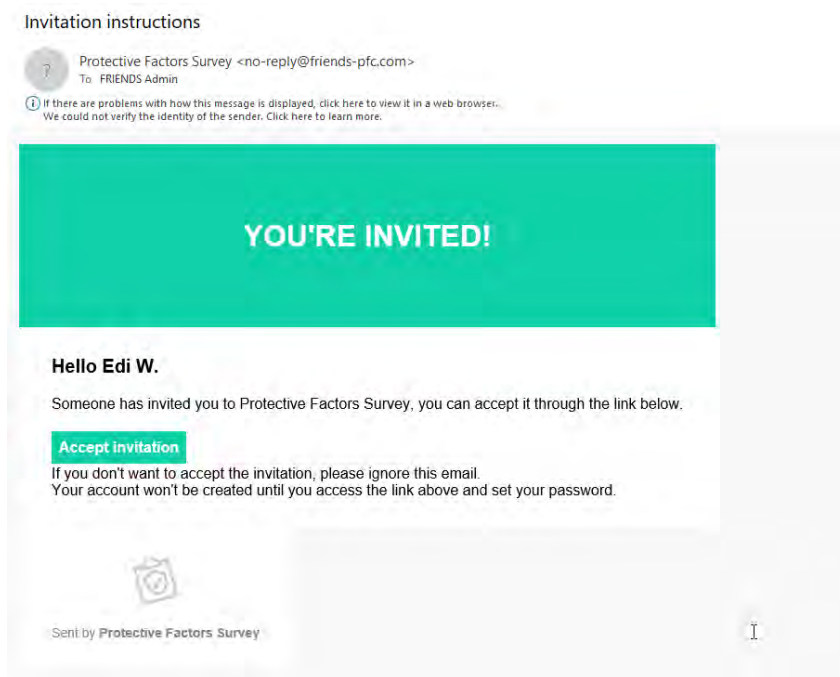 Invitation instructions
?
Protective Factors Survey <no-reply@friends-pfc.com>
To FRIENDS Admin
i If there are problems with how this message is displayed, click here to view it in a web browser.
We could not verify the identity of the sender. Click here to learn more.
YOU'RE INVITED!
Hello Edi W.
Someone has invited you to Protective Factors Survey, you can accept it through the link below.
Accept invitation
If you don't want to accept the invitation, please ignore this email.
Your account won't be created until you access the link above and set your password.
Sent by Protective Factors Survey